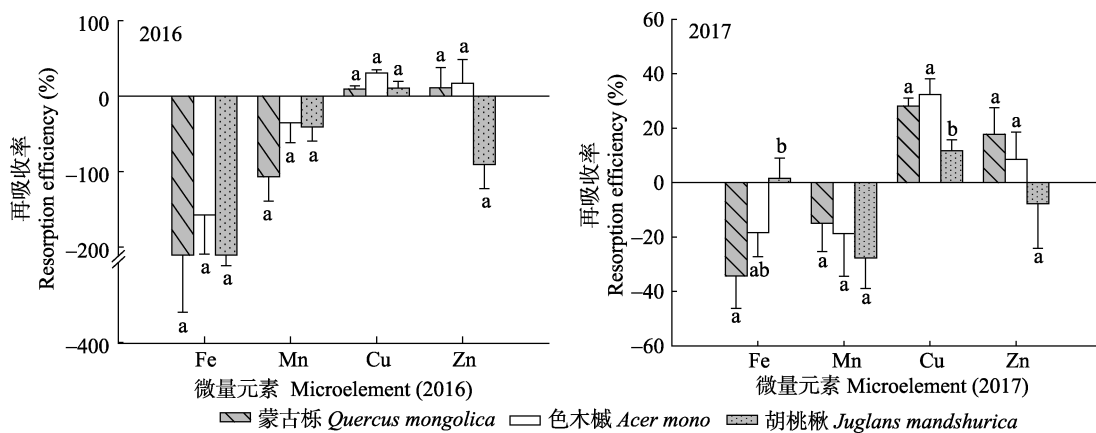 2016
100
0
−100
−200
−400
再吸收率
Resorption efficiency (%)
a a a a a a a a a a a a
Fe Mn Cu Zn
微量元素 Microelement (2016)
2017
60
40
20
0
−20
−40
−60
再吸收率
Resorption efficiency (%)
a ab b a a a a a b a a a
Fe Mn Cu Zn
微量元素 Microelement (2017)
蒙古栎 Quercus mongolica 色木槭 Acer mono 胡桃楸 Juglans mandshurica